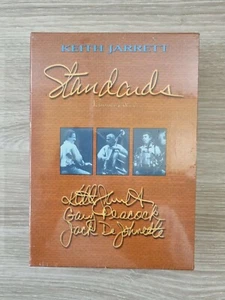 KEITH JARRETT
Standards
Keith Jarrett
Gary Peacock
Jack DeJohnette